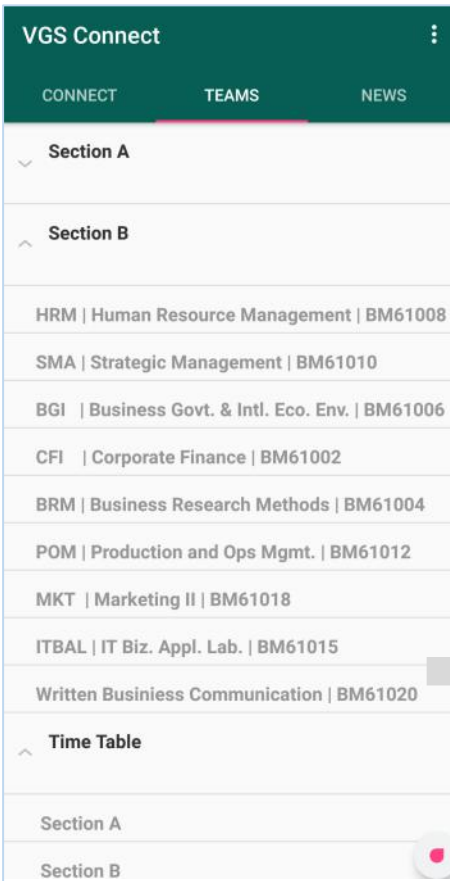 VGS Connect
CONNECT TEAMS NEWS
Section A
Section B
HRM | Human Resource Management | BM61008
SMA | Strategic Management | BM61010
BGI | Business Govt. & Intl. Eco. Env. | BM61006
CFI | Corporate Finance | BM61002
BRM | Business Research Methods | BM61004
POM | Production and Ops Mgmt. | BM61012
MKT | Marketing II | BM61018
ITBAL | IT Biz. Appl. Lab. | BM61015
Written Businiess Communication | BM61020
Time Table
Section A
Section B